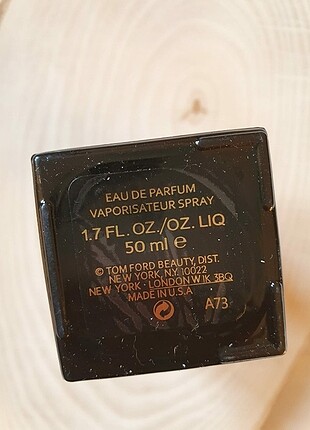 EAU DE PARFUM
VAPORISATEUR SPRAY
1.7 FL. OZ./OZ. LIQ
50 ml ℮
© TOM FORD BEAUTY, DIST.
NEW YORK, N.Y. 10022
NEW YORK · LONDON W1K 3BQ
MADE IN U.S.A
A73